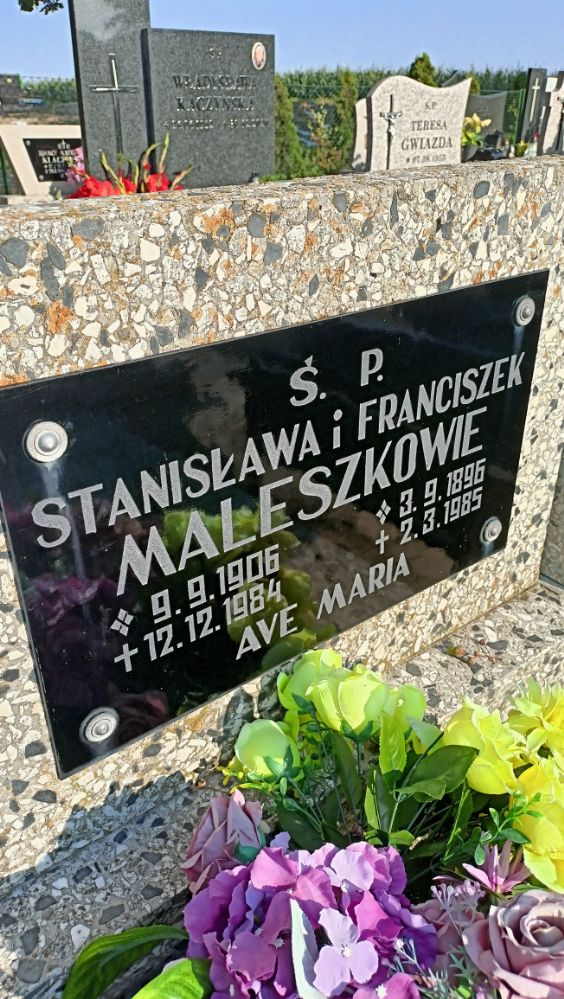 WŁADYSŁAWA
KACZYŃSKA
Ś.P.
TERESA
GWIAZDA
Ś. P.
STANISŁAWA i FRANCISZEK
MALESZKOWIE
9. 9. 1906 3. 9. 1896
12. 12. 1984 2. 3. 1985
AVE MARIA